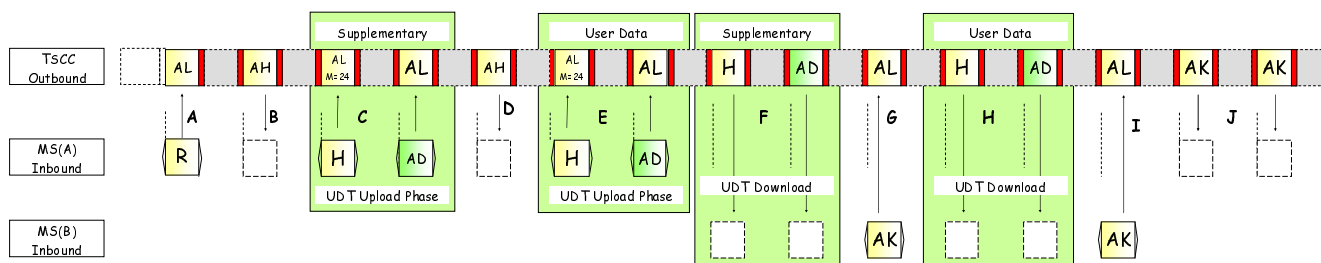 Supplementary
User Data
Supplementary
User Data
TSCC
Outbound
AL
AH
AL
M=24
AL
AH
AL
M=24
AL
H
AD
AL
H
AD
AL
AK
AK
A
B
C
D
E
F
G
H
I
J
MS(A)
Inbound
R
H
AD
H
AD
UDT Upload Phase
UDT Upload Phase
UDT Download
UDT Download
MS(B)
Inbound
AK
AK